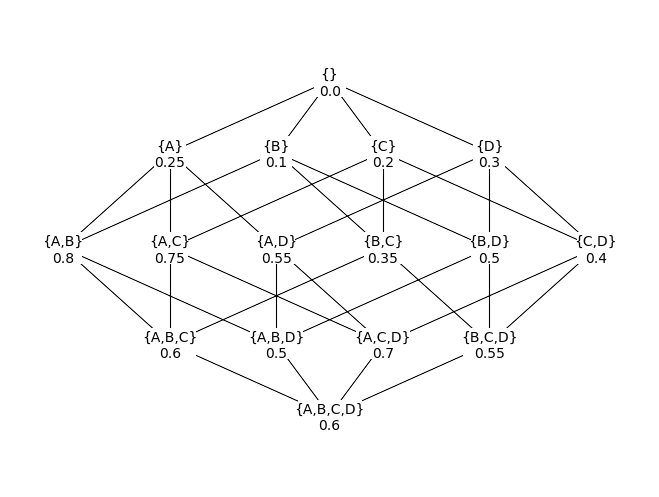 {}
0.0
{A} {B} {C} {D}
0.25 0.1 0.2 0.3
{A,B} {A,C} {A,D} {B,C} {B,D} {C,D}
0.8 0.75 0.55 0.35 0.5 0.4
{A,B,C} {A,B,D} {A,C,D} {B,C,D}
0.6 0.5 0.7 0.55
{A,B,C,D}
0.6